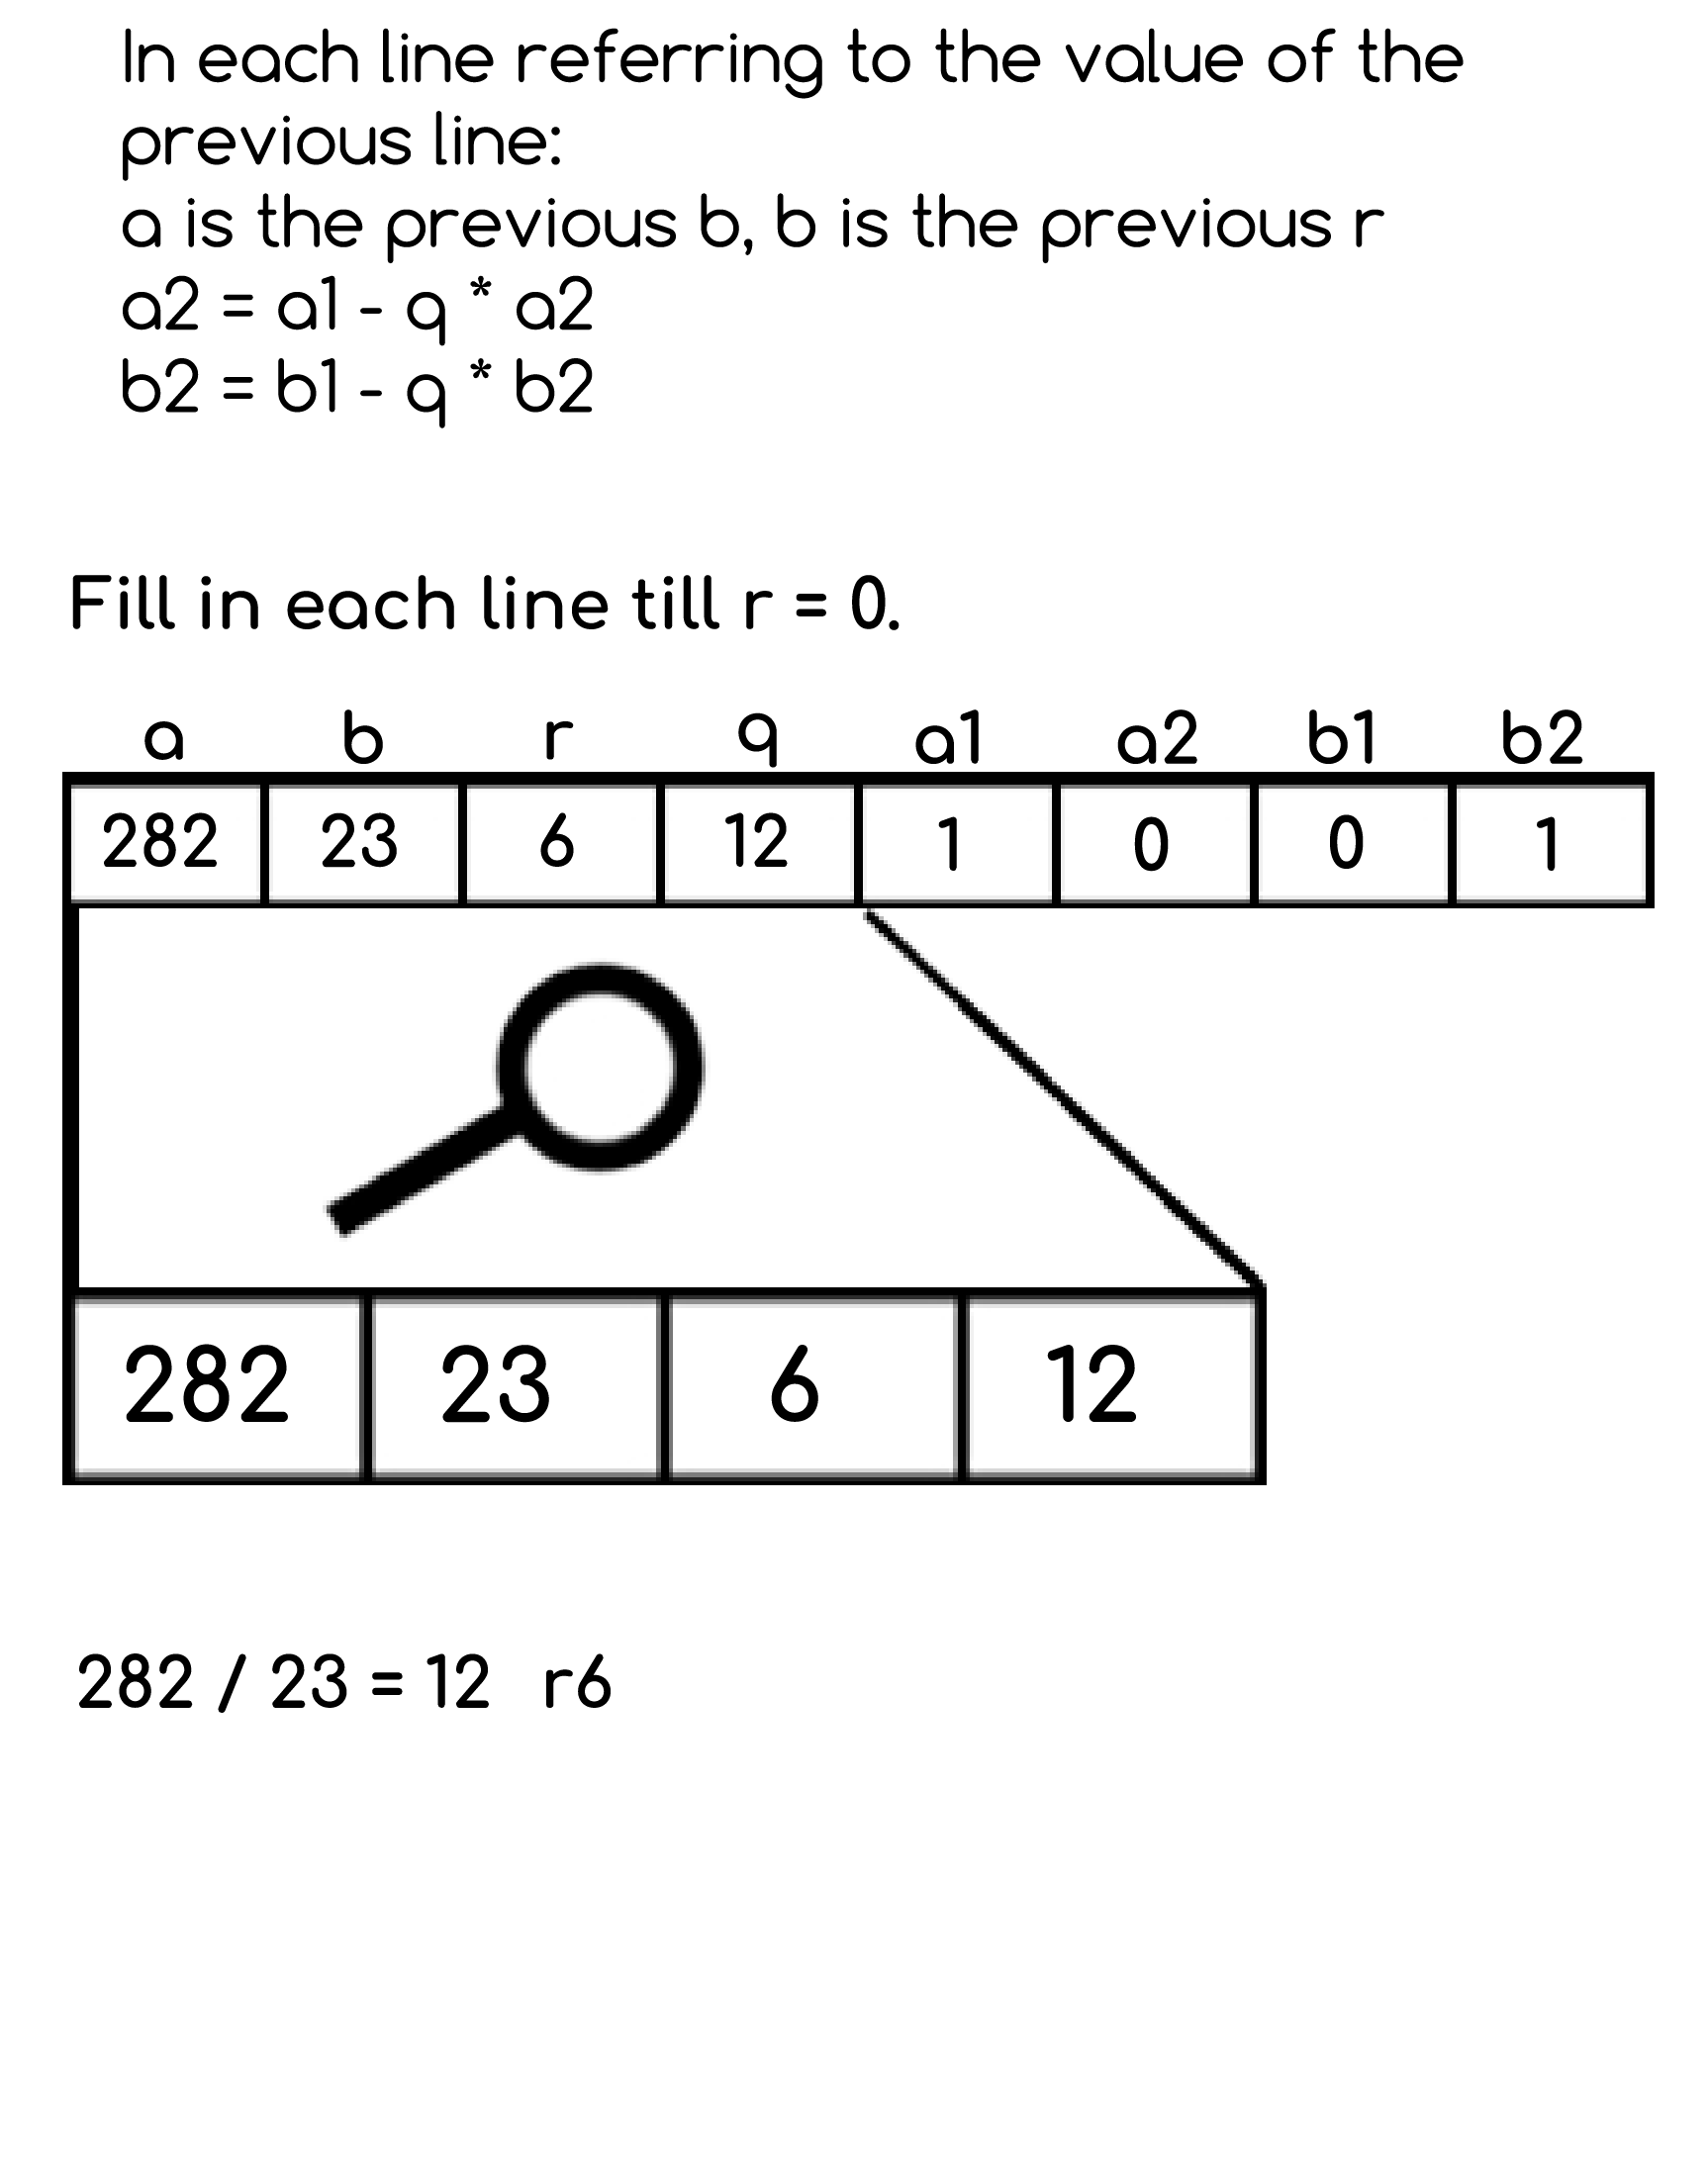 In each line referring to the value of the
previous line:
a is the previous b, b is the previous r
a2 = a1 - q * a2
b2 = b1 - q * b2
Fill in each line till r = 0.
a b r q a1 a2 b1 b2
282 23 6 12 1 0 0 1
282 23 6 12
282 / 23 = 12 r6